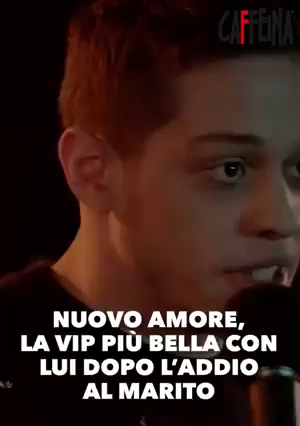 CAFFEINA
NUOVO AMORE,
LA VIP PIÙ BELLA CON
LUI DOPO L'ADDIO
AL MARITO